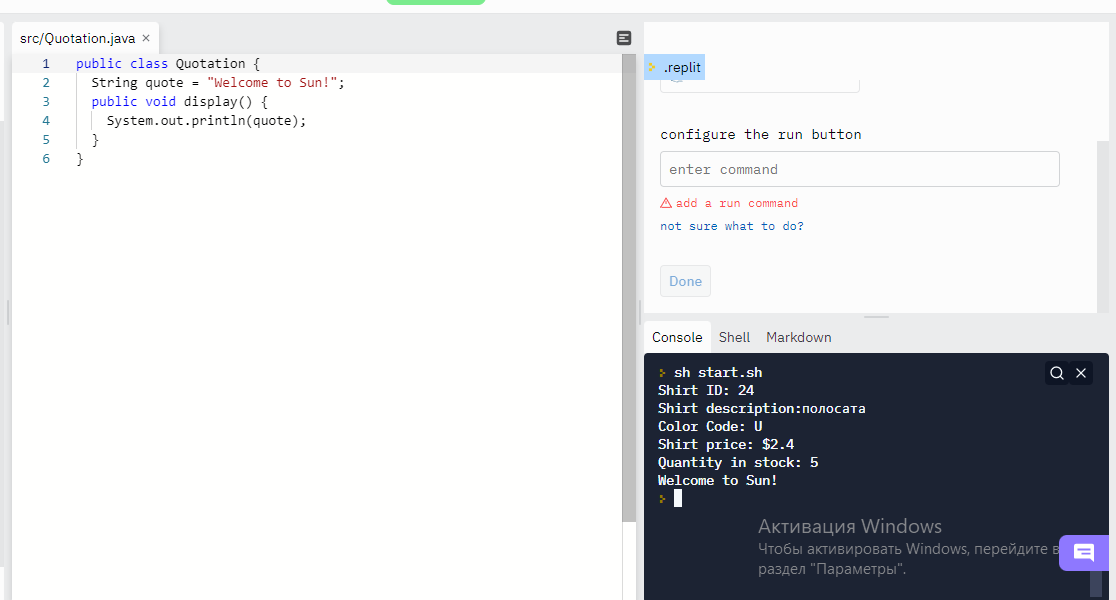 src/Quotation.java ×
1 public class Quotation {
2 String quote = "Welcome to Sun!";
3 public void display() {
4 System.out.println(quote);
5 }
6 }
.replit
configure the run button
enter command
add a run command
not sure what to do?
Done
Console Shell Markdown
sh start.sh
Shirt ID: 24
Shirt description:полосата
Color Code: U
Shirt price: $2.4
Quantity in stock: 5
Welcome to Sun!
Активация Windows
Чтобы активировать Windows, перейдите в
раздел "Параметры".